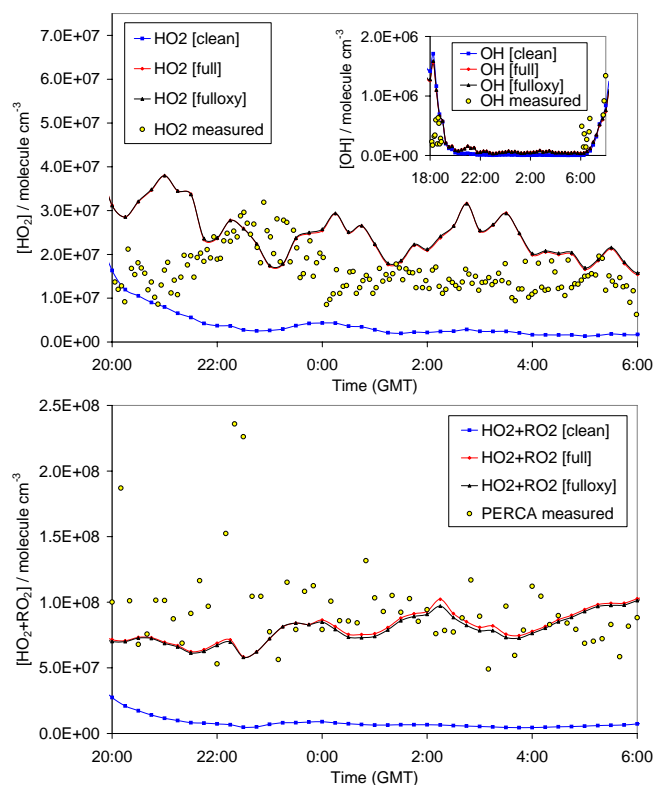 7.0E+07
6.0E+07
5.0E+07
4.0E+07
3.0E+07
2.0E+07
1.0E+07
0.0E+00
[HO2] / molecule cm-3
HO2 [clean]
HO2 [full]
HO2 [fulloxy]
HO2 measured
2.0E+06
1.0E+06
0.0E+00
[OH] / molecule cm-3
OH [clean]
OH [full]
OH [fulloxy]
OH measured
18:00 22:00 2:00 6:00
20:00 22:00 0:00 2:00 4:00 6:00
Time (GMT)
2.5E+08
2.0E+08
1.5E+08
1.0E+08
5.0E+07
0.0E+00
[HO2+RO2] / molecule cm-3
HO2+RO2 [clean]
HO2+RO2 [full]
HO2+RO2 [fulloxy]
PERCA measured
20:00 22:00 0:00 2:00 4:00 6:00
Time (GMT)